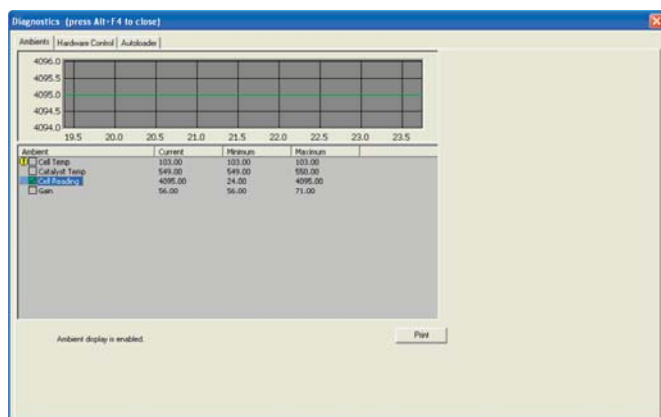 Diagnostics (press Alt+F4 to close)
Ambients Hardware Control Autoloader
4096.0
4095.5
4095.0
4094.5
4094.0
19.5 20.0 20.5 21.0 21.5 22.0 22.5 23.0 23.5
Ambient Current Minimum Maximum
Cell Temp 103.00 103.00 103.00
Catalyst Temp 549.00 549.00 550.00
Cell Reading 4095.00 24.00 4095.00
Gain 56.00 56.00 71.00
Ambient display is enabled.
Print